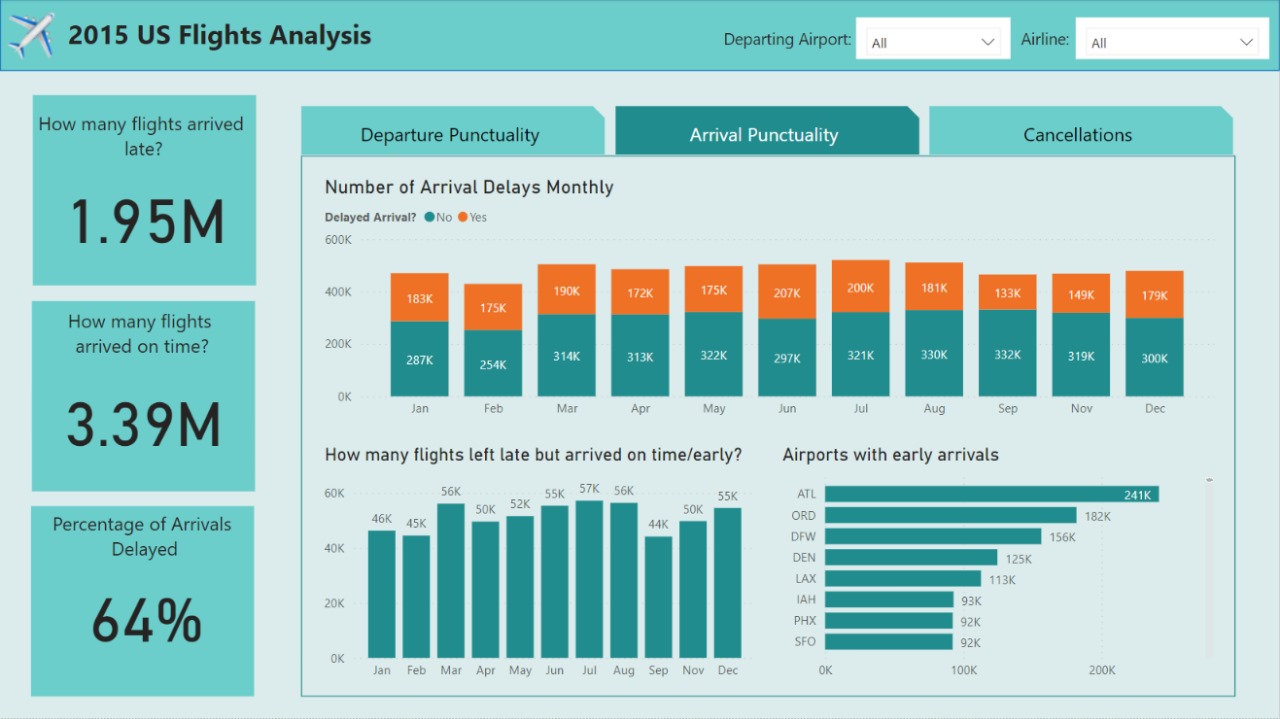 2015 US Flights Analysis
Departing Airport:
All
Airline:
All
How many flights arrived
late?
1.95M
How many flights
arrived on time?
3.39M
Percentage of Arrivals
Delayed
64%
Departure Punctuality
Arrival Punctuality
Cancellations
Number of Arrival Delays Monthly
Delayed Arrival? No Yes
600K
400K
200K
0K
183K 175K 190K 172K 175K 207K 200K 181K 133K 149K 179K
287K 254K 314K 313K 322K 297K 321K 330K 332K 319K 300K
Jan Feb Mar Apr May Jun Jul Aug Sep Nov Dec
How many flights left late but arrived on time/early?
60K
40K
20K
0K
46K 45K 56K 50K 52K 55K 57K 56K 44K 50K 55K
Jan Feb Mar Apr May Jun Jul Aug Sep Nov Dec
Airports with early arrivals
ATL 241K
ORD 182K
DFW 156K
DEN 125K
LAX 113K
IAH 93K
PHX 92K
SFO 92K
0K 100K 200K